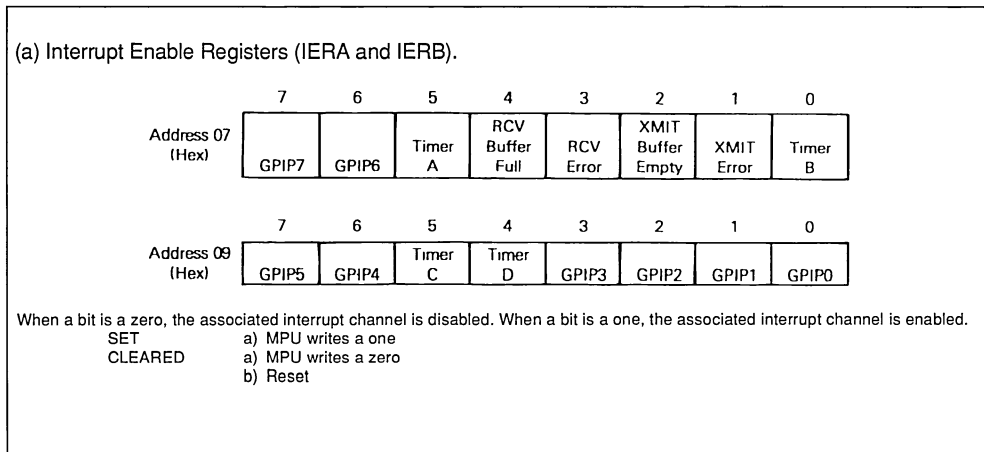 (a) Interrupt Enable Registers (IERA and IERB).
7 6 5 4 3 2 1 0
Address 07 (Hex) GPIP7 GPIP6 Timer A RCV Buffer Full RCV Error XMIT Buffer Empty XMIT Error Timer B
7 6 5 4 3 2 1 0
Address 09 (Hex) GPIP5 GPIP4 Timer C Timer D GPIP3 GPIP2 GPIP1 GPIP0
When a bit is a zero, the associated interrupt channel is disabled. When a bit is a one, the associated interrupt channel is enabled.
SET a) MPU writes a one
CLEARED a) MPU writes a zero
b) Reset